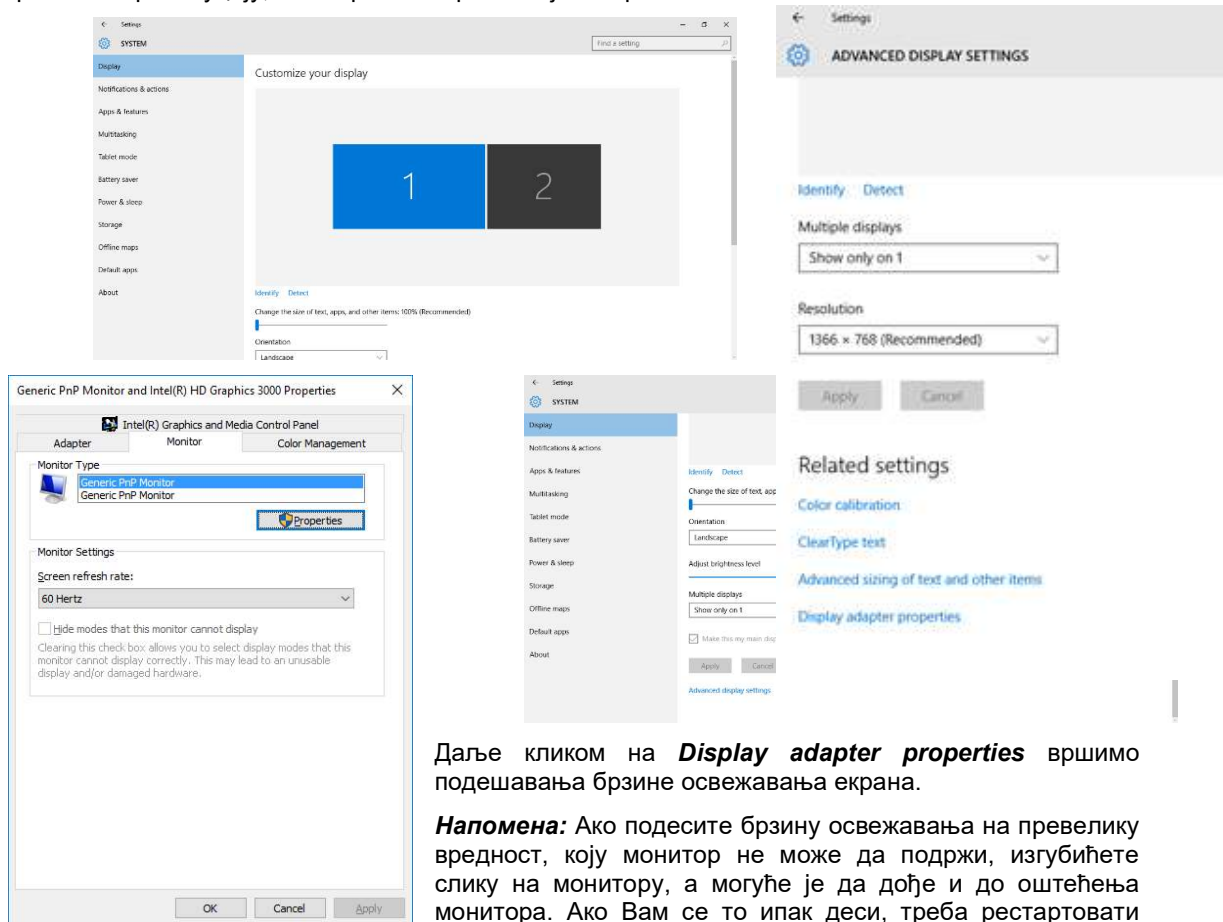 Settings
SYSTEM
Find a setting
Display
Notifications & actions
Apps & features
Multitasking
Tablet mode
Battery saver
Power & sleep
Storage
Offline maps
Default apps
About
Customize your display
1
2
Identify Detect
Change the size of text, apps, and other items: 100% (Recommended)
Orientation
Landscape
Settings
ADVANCED DISPLAY SETTINGS
Identify Detect
Multiple displays
Show only on 1
Resolution
1366 × 768 (Recommended)
Apply Cancel
Related settings
Color calibration
ClearType text
Advanced sizing of text and other items
Display adapter properties
Generic PnP Monitor and Intel(R) HD Graphics 3000 Properties
Intel(R) Graphics and Media Control Panel
Adapter Monitor Color Management
Monitor Type
Generic PnP Monitor
Generic PnP Monitor
Properties
Monitor Settings
Screen refresh rate:
60 Hertz
Hide modes that this monitor cannot display
Clearing this check box allows you to select display modes that this
monitor cannot display correctly. This may lead to an unusable
display and/or damaged hardware.
OK Cancel Apply
Settings
SYSTEM
Display
Notifications & actions
Apps & features
Multitasking
Tablet mode
Battery saver
Power & sleep
Storage
Offline maps
Default apps
About
Identify Detect
Change the size of text, app
Orientation
Landscape
Adjust brightness level
Multiple displays
Show only on 1
Make this my main disp
Apply Cancel
Advanced display settings
Даље кликом на Display adapter properties вршимо
подешавања брзине освежавања екрана.
Напомена: Ако подесите брзину освежавања на превелику
вредност, коју монитор не може да подржи, изгубићете
слику на монитору, а могуће је да дође и до оштећења
монитора. Ако Вам се то ипак деси, треба рестартовати